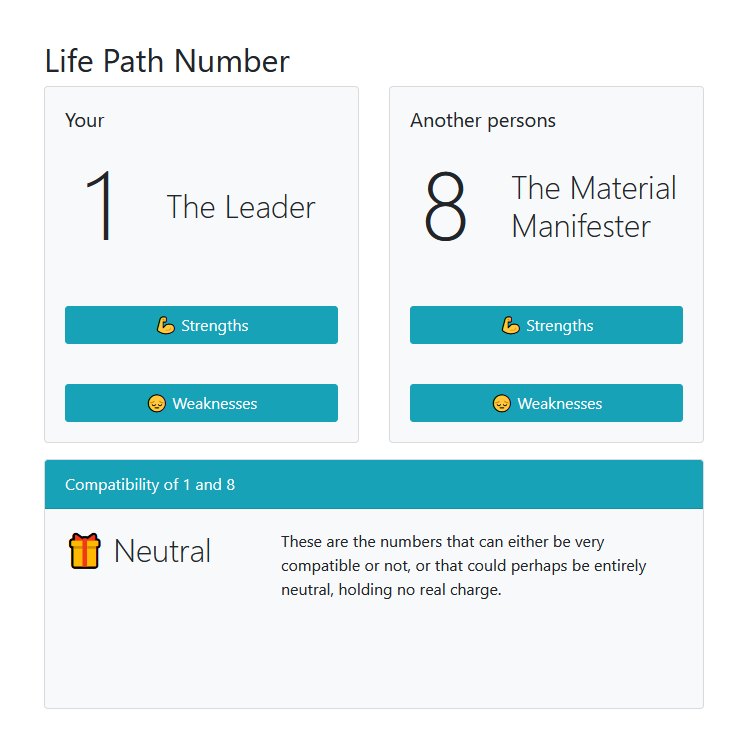 Life Path Number
Your
1
The Leader
💪 Strengths
😔 Weaknesses
Another persons
8
The Material
Manifester
💪 Strengths
😔 Weaknesses
Compatibility of 1 and 8
🎁 Neutral
These are the numbers that can either be very
compatible or not, or that could perhaps be entirely
neutral, holding no real charge.